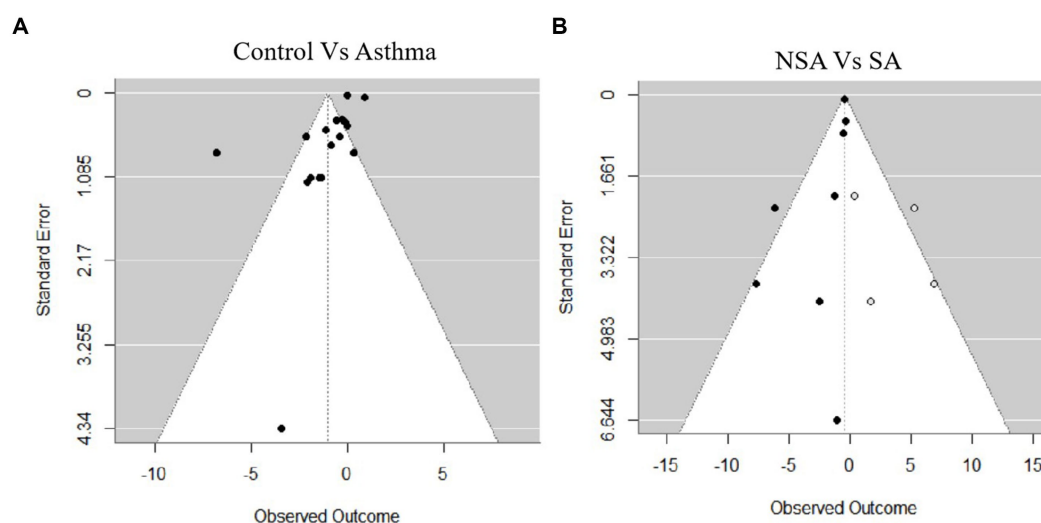 A
Control Vs Asthma
0
1.085
2.17
3.255
4.34
Standard Error
-10
-5
0
5
Observed Outcome
B
NSA Vs SA
0
1.661
3.322
4.983
6.644
Standard Error
-15
-10
-5
0
5
10
15
Observed Outcome